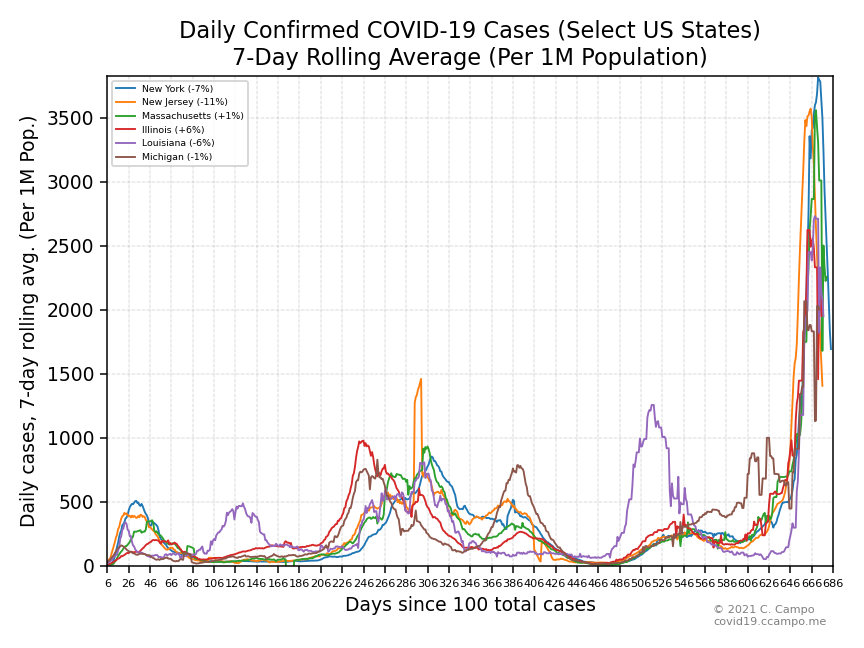 Daily Confirmed COVID-19 Cases (Select US States)
7-Day Rolling Average (Per 1M Population)
Daily cases, 7-day rolling avg. (Per 1M Pop.)
3500
3000
2500
2000
1500
1000
500
0
New York (-7%)
New Jersey (-11%)
Massachusetts (+1%)
Illinois (+6%)
Louisiana (-6%)
Michigan (-1%)
6 26 46 66 86 106 126 146 166 186 206 226 246 266 286 306 326 346 366 386 406 426 446 466 486 506 526 546 566 586 606 626 646 666 686
Days since 100 total cases
© 2021 C. Campo
covid19.ccampo.me